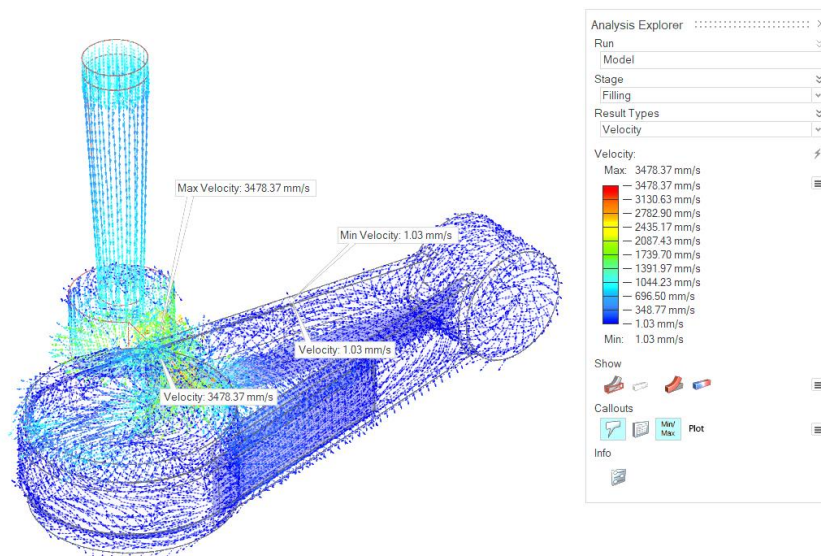 Analysis Explorer
Run
Model
Stage
Filling
Result Types
Velocity
Velocity:
Max: 3478.37 mm/s
3478.37 mm/s
3130.63 mm/s
2782.90 mm/s
2435.17 mm/s
2087.43 mm/s
1739.70 mm/s
1391.97 mm/s
1044.23 mm/s
696.50 mm/s
348.77 mm/s
1.03 mm/s
Min: 1.03 mm/s
Show
Callouts
Min/
Max
Plot
Info
Max Velocity: 3478.37 mm/s
Min Velocity: 1.03 mm/s
Velocity: 1.03 mm/s
Velocity: 3478.37 mm/s